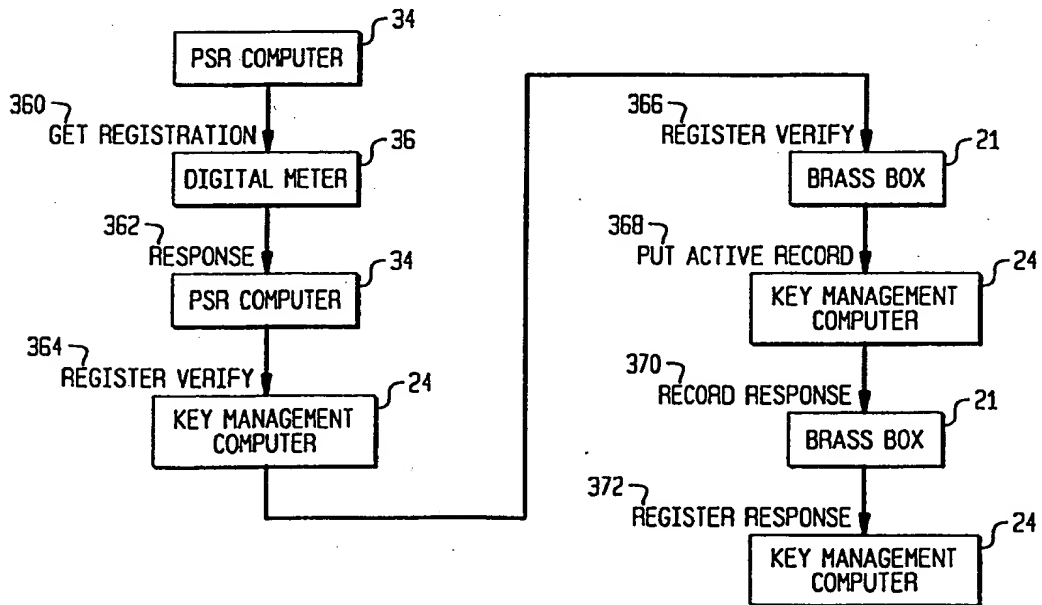 34
PSR COMPUTER
360
GET REGISTRATION
36
DIGITAL METER
362
RESPONSE
34
PSR COMPUTER
364
REGISTER VERIFY
24
KEY MANAGEMENT
COMPUTER
366
REGISTER VERIFY
21
BRASS BOX
368
PUT ACTIVE RECORD
24
KEY MANAGEMENT
COMPUTER
370
RECORD RESPONSE
21
BRASS BOX
372
REGISTER RESPONSE
24
KEY MANAGEMENT
COMPUTER